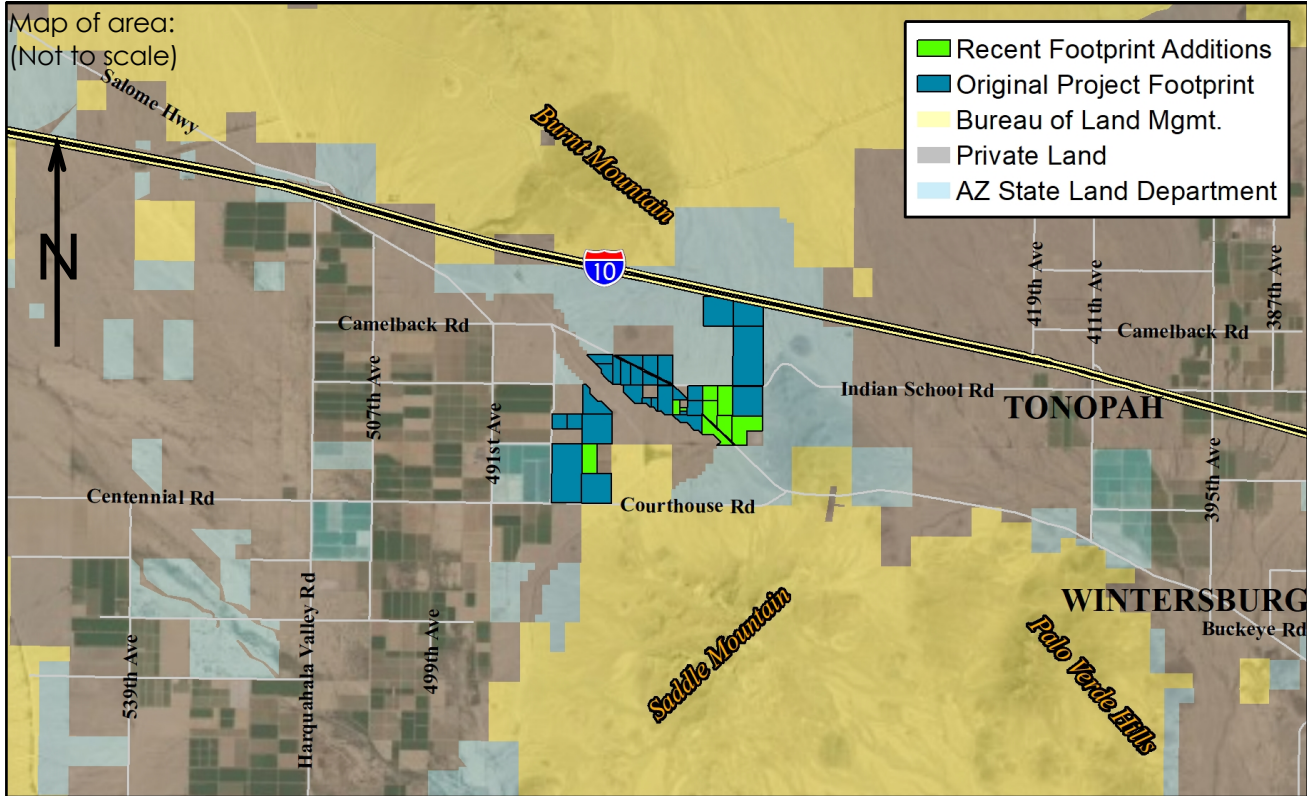 Map of area:
(Not to scale)
Recent Footprint Additions
Original Project Footprint
Bureau of Land Mgmt.
Private Land
AZ State Land Department
Salome Hwy
Burnt Mountain
N
10
419th Ave
411th Ave
387th Ave
Camelback Rd
Camelback Rd
507th Ave
Indian School Rd
TONOPAH
491st Ave
395th Ave
Centennial Rd
Courthouse Rd
WINTERSBURG
Buckeye Rd
539th Ave
Harquahala Valley Rd
499th Ave
Saddle Mountain
Palo Verde Hills